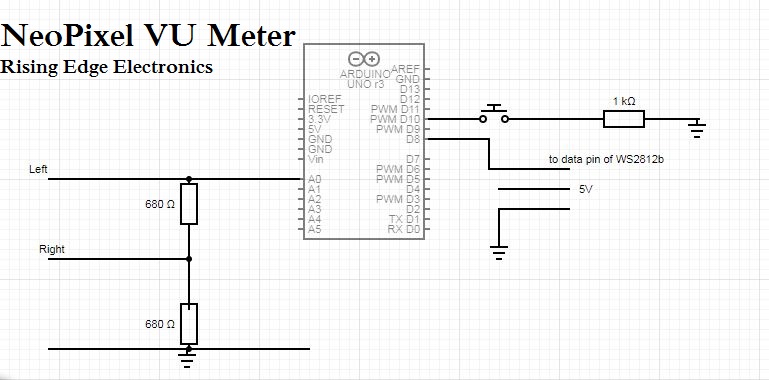 NeoPixel VU Meter
Rising Edge Electronics
ARDUINO
UNO r3
IOREF
RESET
3.3V
5V
GND
GND
Vin
A0
A1
A2
A3
A4
A5
AREF
GND
D13
D12
PWM D11
PWM D10
PWM D9
D8
D7
PWM D6
PWM D5
D4
PWM D3
D2
TX D1
RX D0
1 kΩ
to data pin of WS2812b
5V
Left
680 Ω
Right
680 Ω